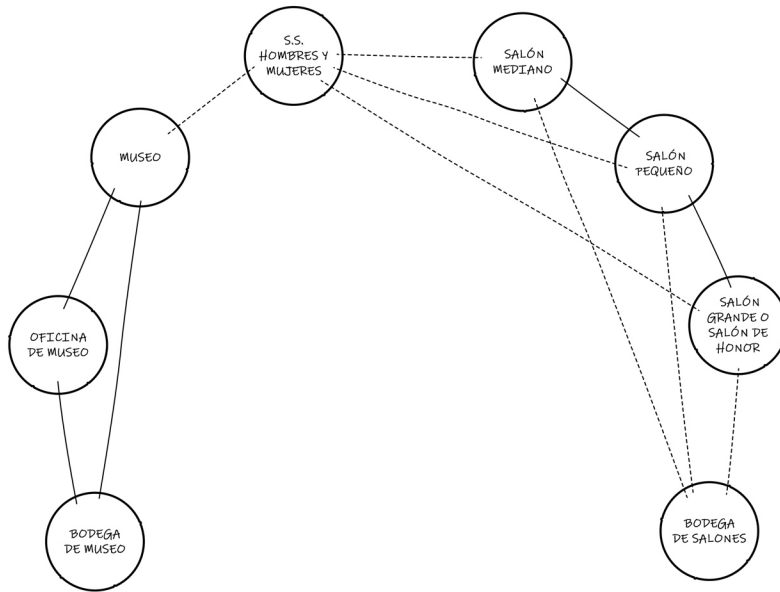 S.S.
HOMBRES Y
MUJERES
SALÓN
MEDIANO
MUSEO
SALÓN
PEQUEÑO
SALÓN
GRANDE O
SALÓN DE
HONOR
OFICINA
DE MUSEO
BODEGA
DE MUSEO
BODEGA
DE SALONES